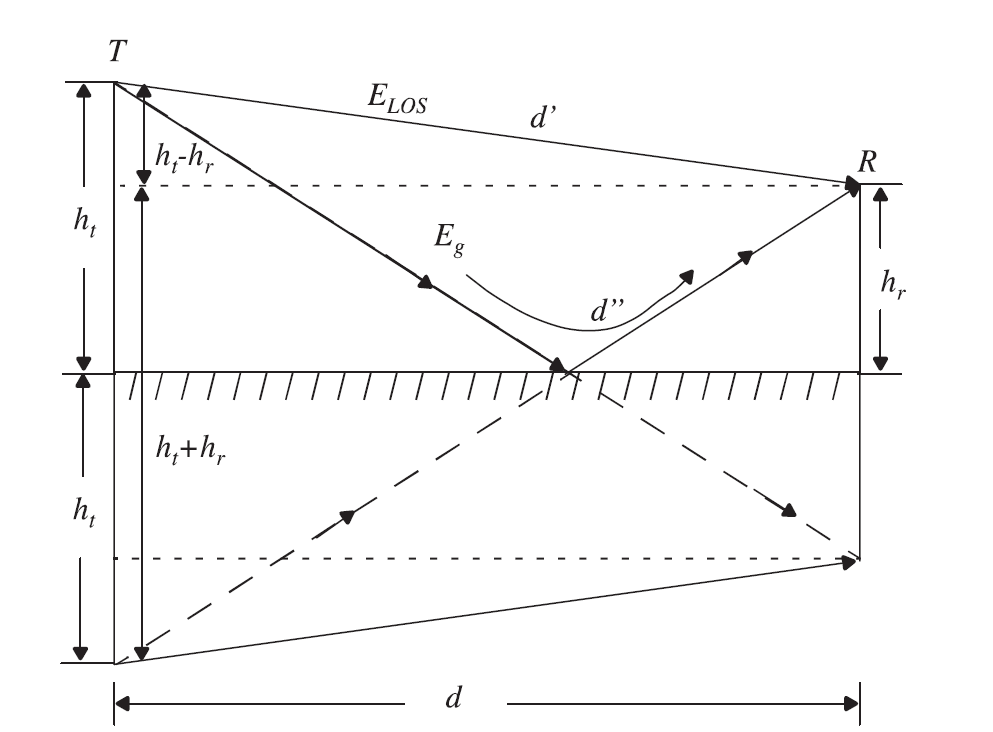 T
E_LOS
d’
h_t-h_r
R
h_t
E_g
h_r
d”
h_t+h_r
h_t
d